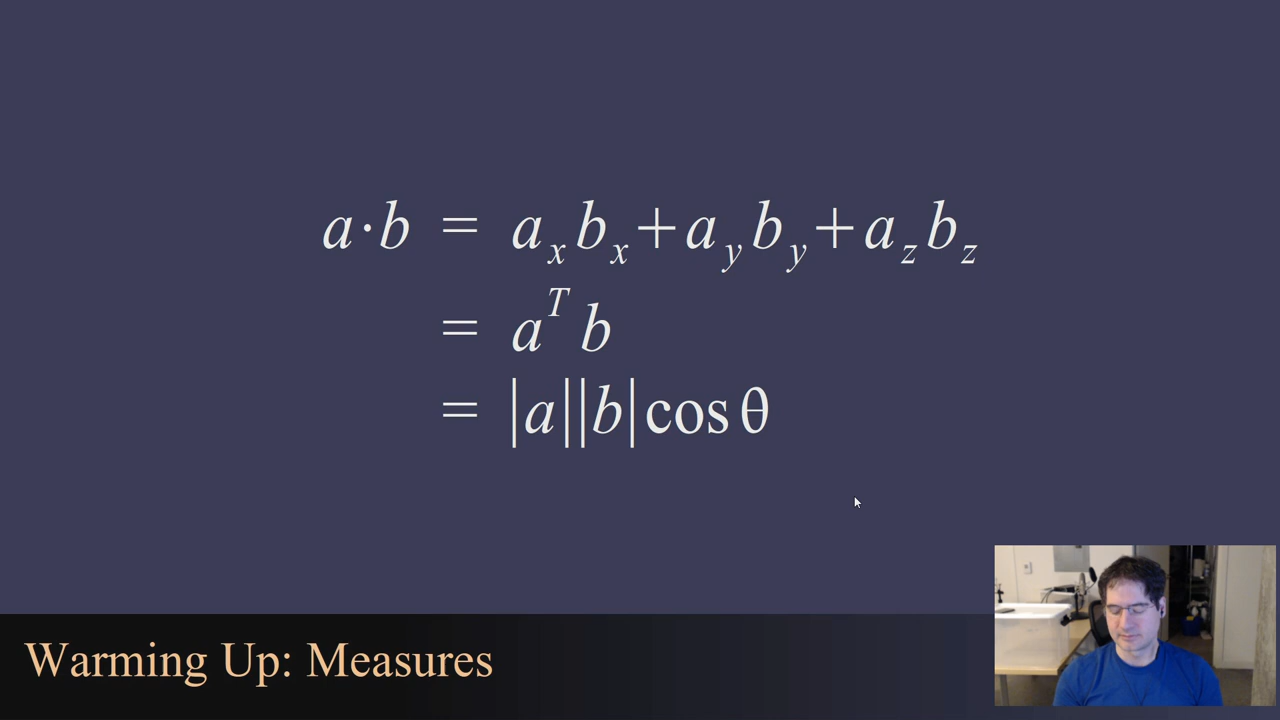 a·b = a_x b_x + a_y b_y + a_z b_z
= a^T b
= |a||b| cos θ
Warming Up: Measures